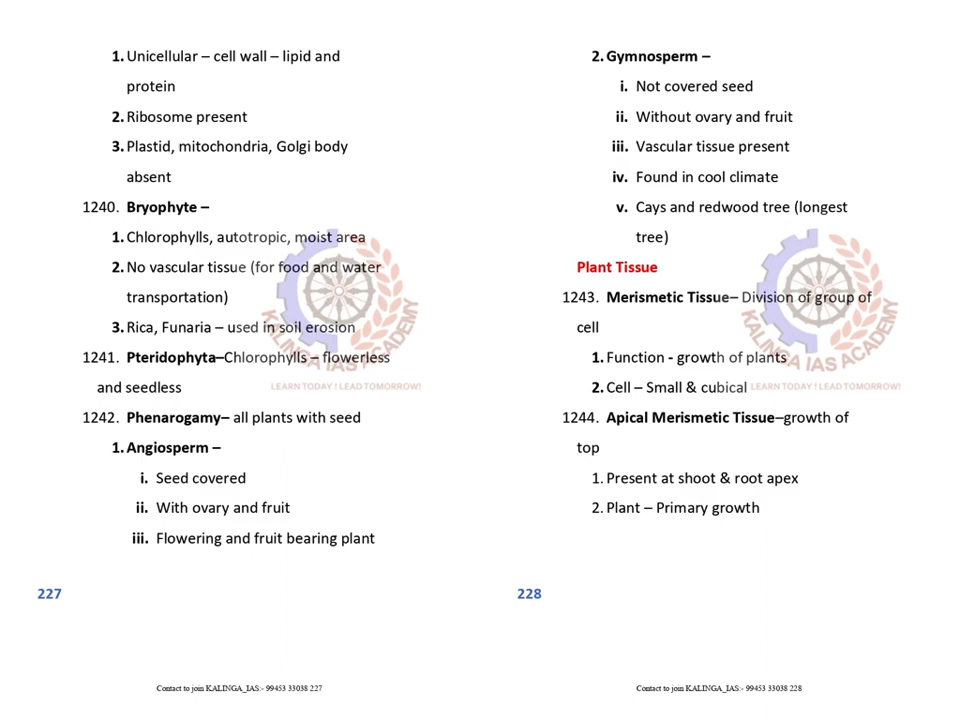 1. Unicellular – cell wall – lipid and
protein
2. Ribosome present
3. Plastid, mitochondria, Golgi body
absent
1240. Bryophyte –
1. Chlorophylls, autotropic, moist area
2. No vascular tissue (for food and water
transportation)
3. Rica, Funaria – used in soil erosion
1241. Pteridophyta–Chlorophylls – flowerless
and seedless
1242. Phenarogamy– all plants with seed
1. Angiosperm –
i. Seed covered
ii. With ovary and fruit
iii. Flowering and fruit bearing plant
KALINGA IAS ACADEMY
LEARN TODAY ! LEAD TOMORROW!
227
Contact to join KALINGA_IAS:- 99453 33038 227
2. Gymnosperm –
i. Not covered seed
ii. Without ovary and fruit
iii. Vascular tissue present
iv. Found in cool climate
v. Cays and redwood tree (longest
tree)
Plant Tissue
1243. Merismetic Tissue– Division of group of
cell
1. Function - growth of plants
2. Cell – Small & cubical
1244. Apical Merismetic Tissue–growth of
top
1. Present at shoot & root apex
2. Plant – Primary growth
KALINGA IAS ACADEMY
LEARN TODAY ! LEAD TOMORROW!
228
Contact to join KALINGA_IAS:- 99453 33038 228